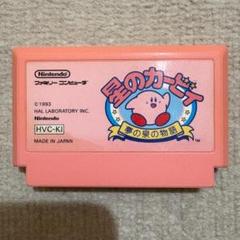 Nintendo
ファミリーコンピュータ
©1993
HAL LABORATORY INC.
Nintendo
HVC-KI
MADE IN JAPAN
星のカービィ
夢の泉の物語